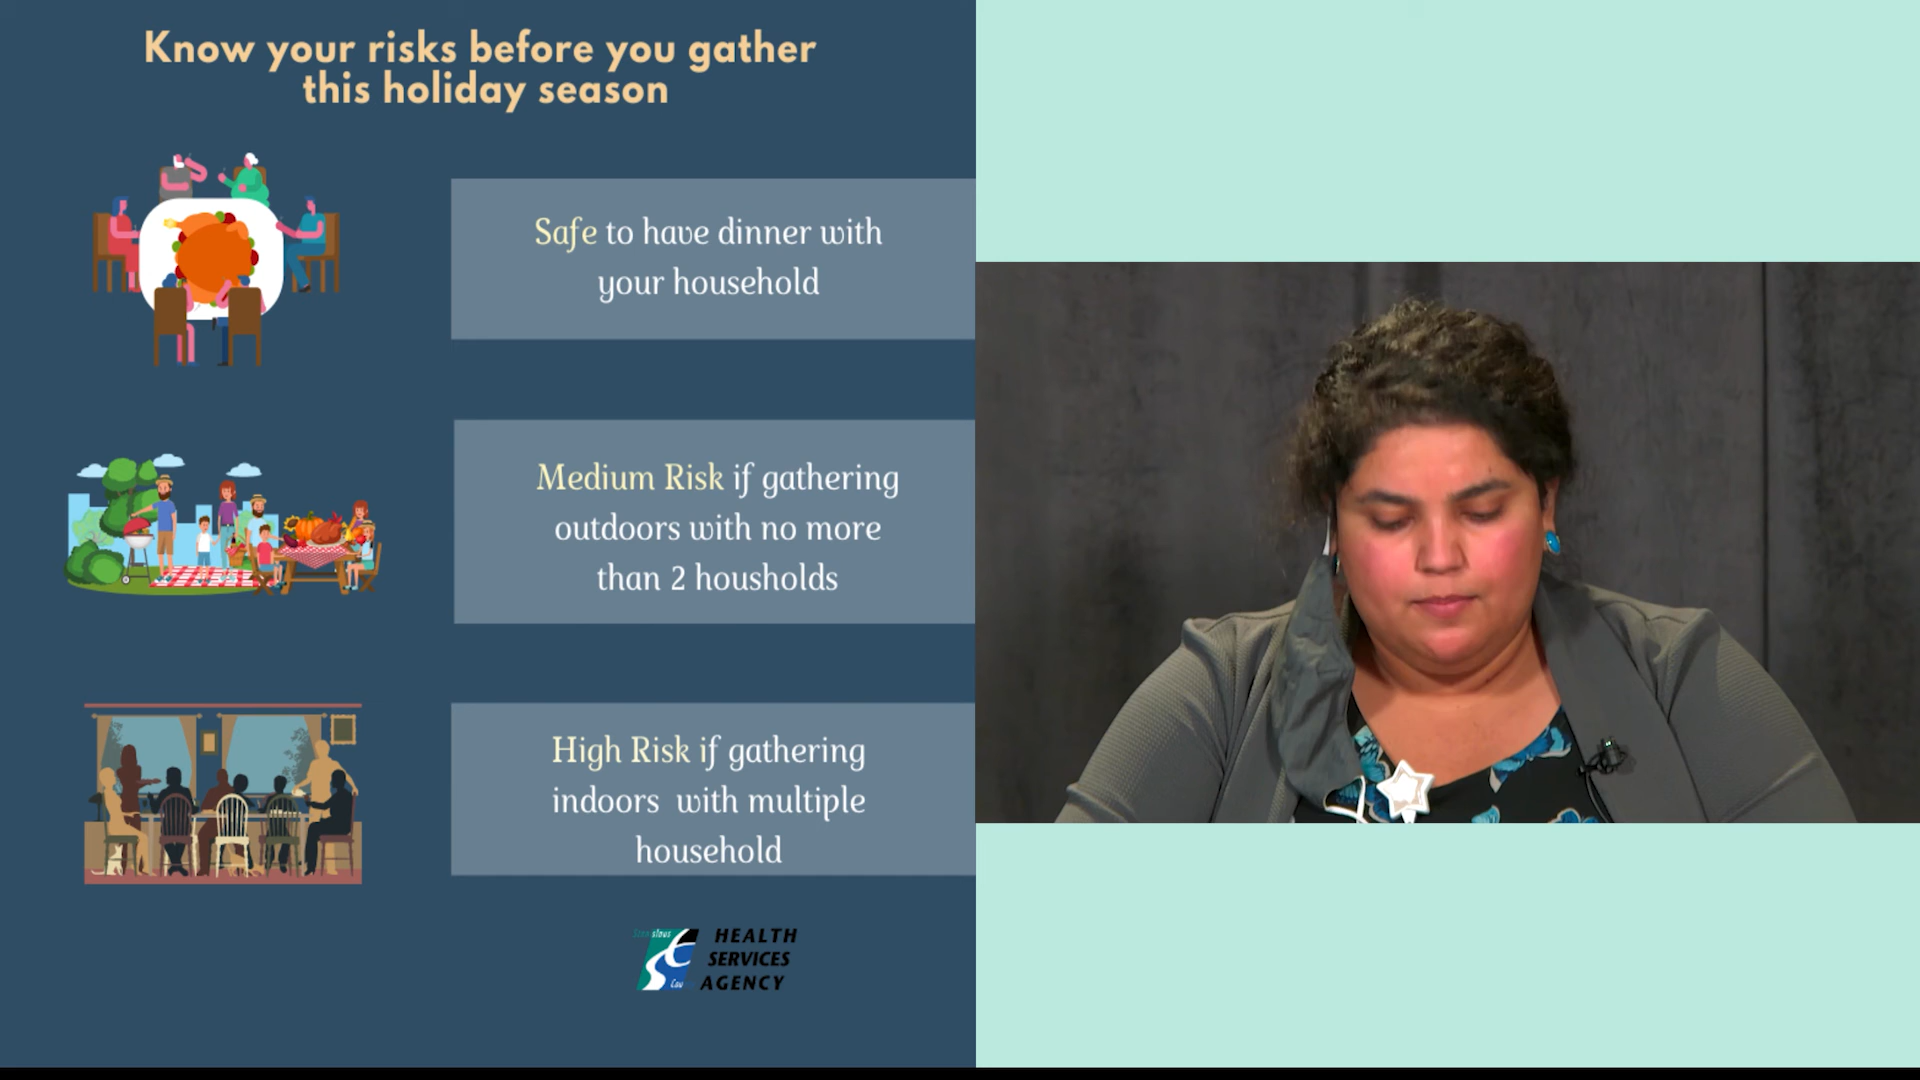 Know your risks before you gather
this holiday season
Safe to have dinner with
your household
Medium Risk if gathering
outdoors with no more
than 2 housholds
High Risk if gathering
indoors with multiple
household
Stanislaus
HEALTH
SERVICES
AGENCY